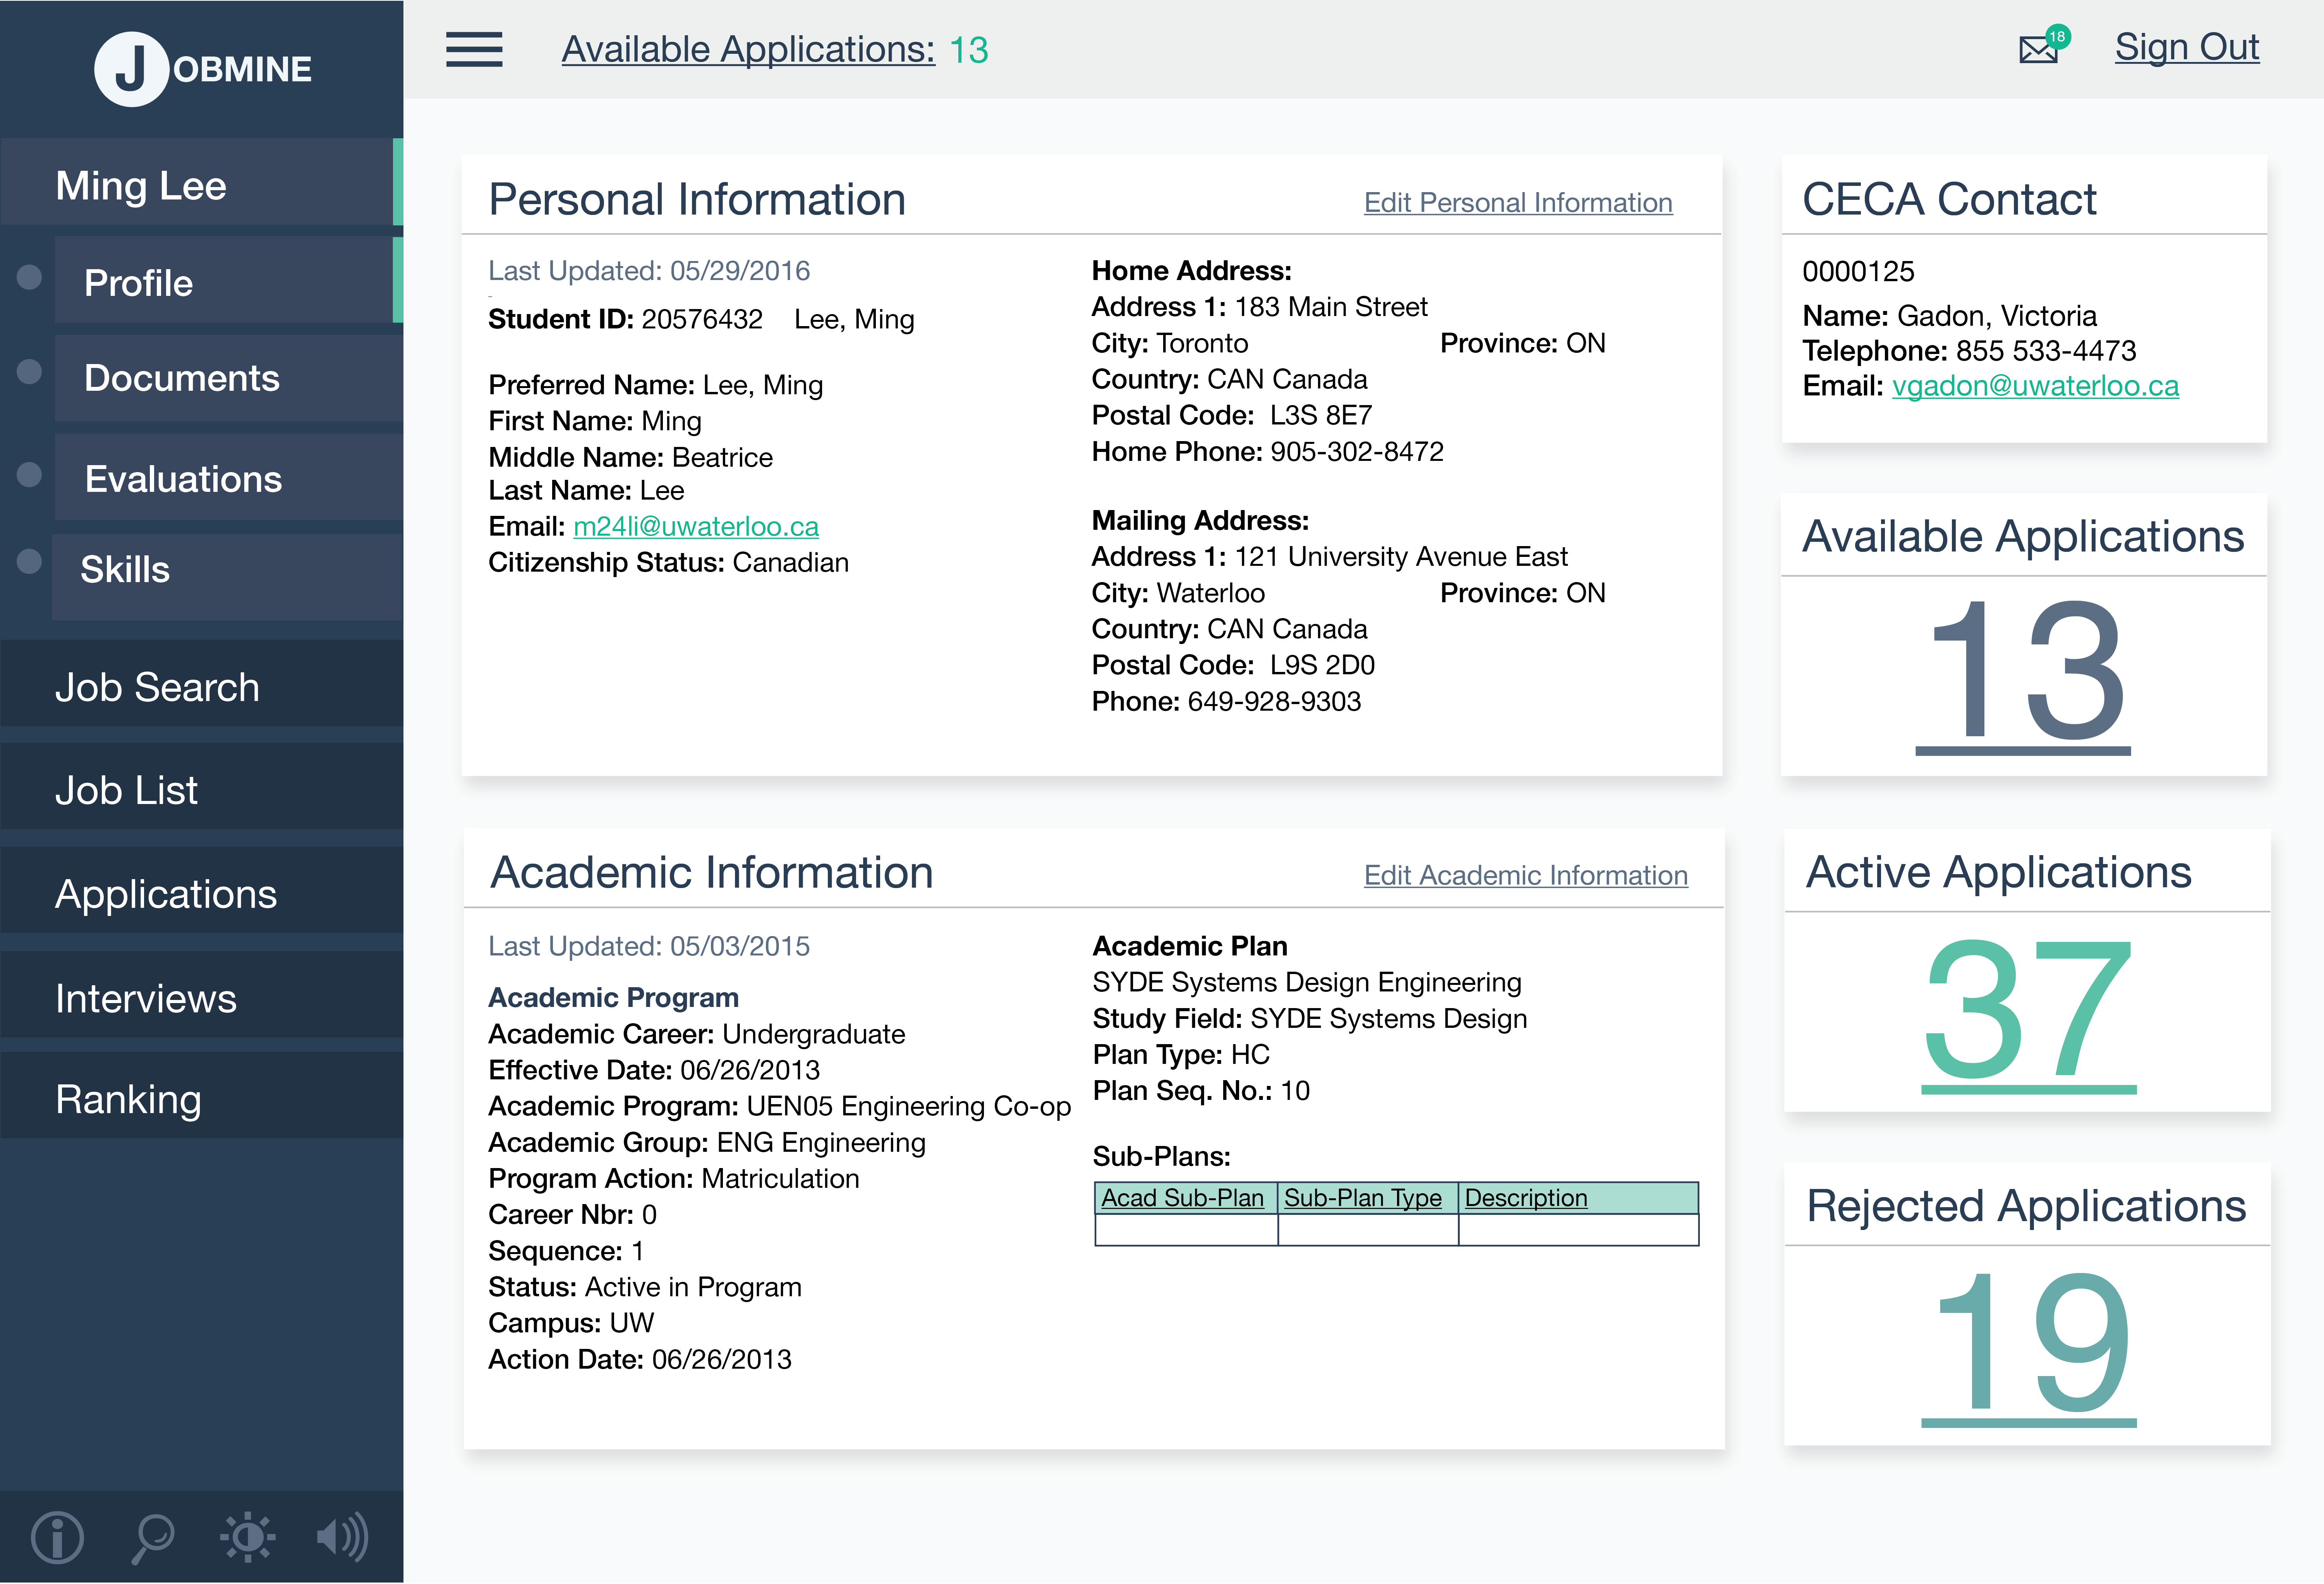 JOBMINE
Available Applications: 13
18
Sign Out
Ming Lee
Profile
Documents
Evaluations
Skills
Job Search
Job List
Applications
Interviews
Ranking
Personal Information
Edit Personal Information
Last Updated: 05/29/2016
Student ID: 20576432 Lee, Ming
Preferred Name: Lee, Ming
First Name: Ming
Middle Name: Beatrice
Last Name: Lee
Email: m24li@uwaterloo.ca
Citizenship Status: Canadian
Home Address:
Address 1: 183 Main Street
City: Toronto Province: ON
Country: CAN Canada
Postal Code: L3S 8E7
Home Phone: 905-302-8472
Mailing Address:
Address 1: 121 University Avenue East
City: Waterloo Province: ON
Country: CAN Canada
Postal Code: L9S 2D0
Phone: 649-928-9303
CECA Contact
0000125
Name: Gadon, Victoria
Telephone: 855 533-4473
Email: vgadon@uwaterloo.ca
Available Applications
13
Academic Information
Edit Academic Information
Last Updated: 05/03/2015
Academic Program
Academic Career: Undergraduate
Effective Date: 06/26/2013
Academic Program: UEN05 Engineering Co-op
Academic Group: ENG Engineering
Program Action: Matriculation
Career Nbr: 0
Sequence: 1
Status: Active in Program
Campus: UW
Action Date: 06/26/2013
Academic Plan
SYDE Systems Design Engineering
Study Field: SYDE Systems Design
Plan Type: HC
Plan Seq. No.: 10
Sub-Plans:
Acad Sub-Plan Sub-Plan Type Description
Active Applications
37
Rejected Applications
19